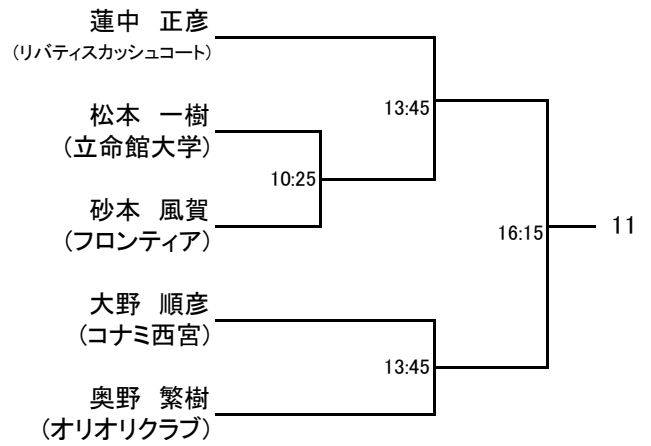 蓮中　正彦
(リバティスカッシュコート)
13:45
松本　一樹
(立命館大学)
10:25
砂本　風賀
(フロンティア)
16:15
11
大野　順彦
(コナミ西宮)
13:45
奥野　繁樹
(オリオリクラブ)